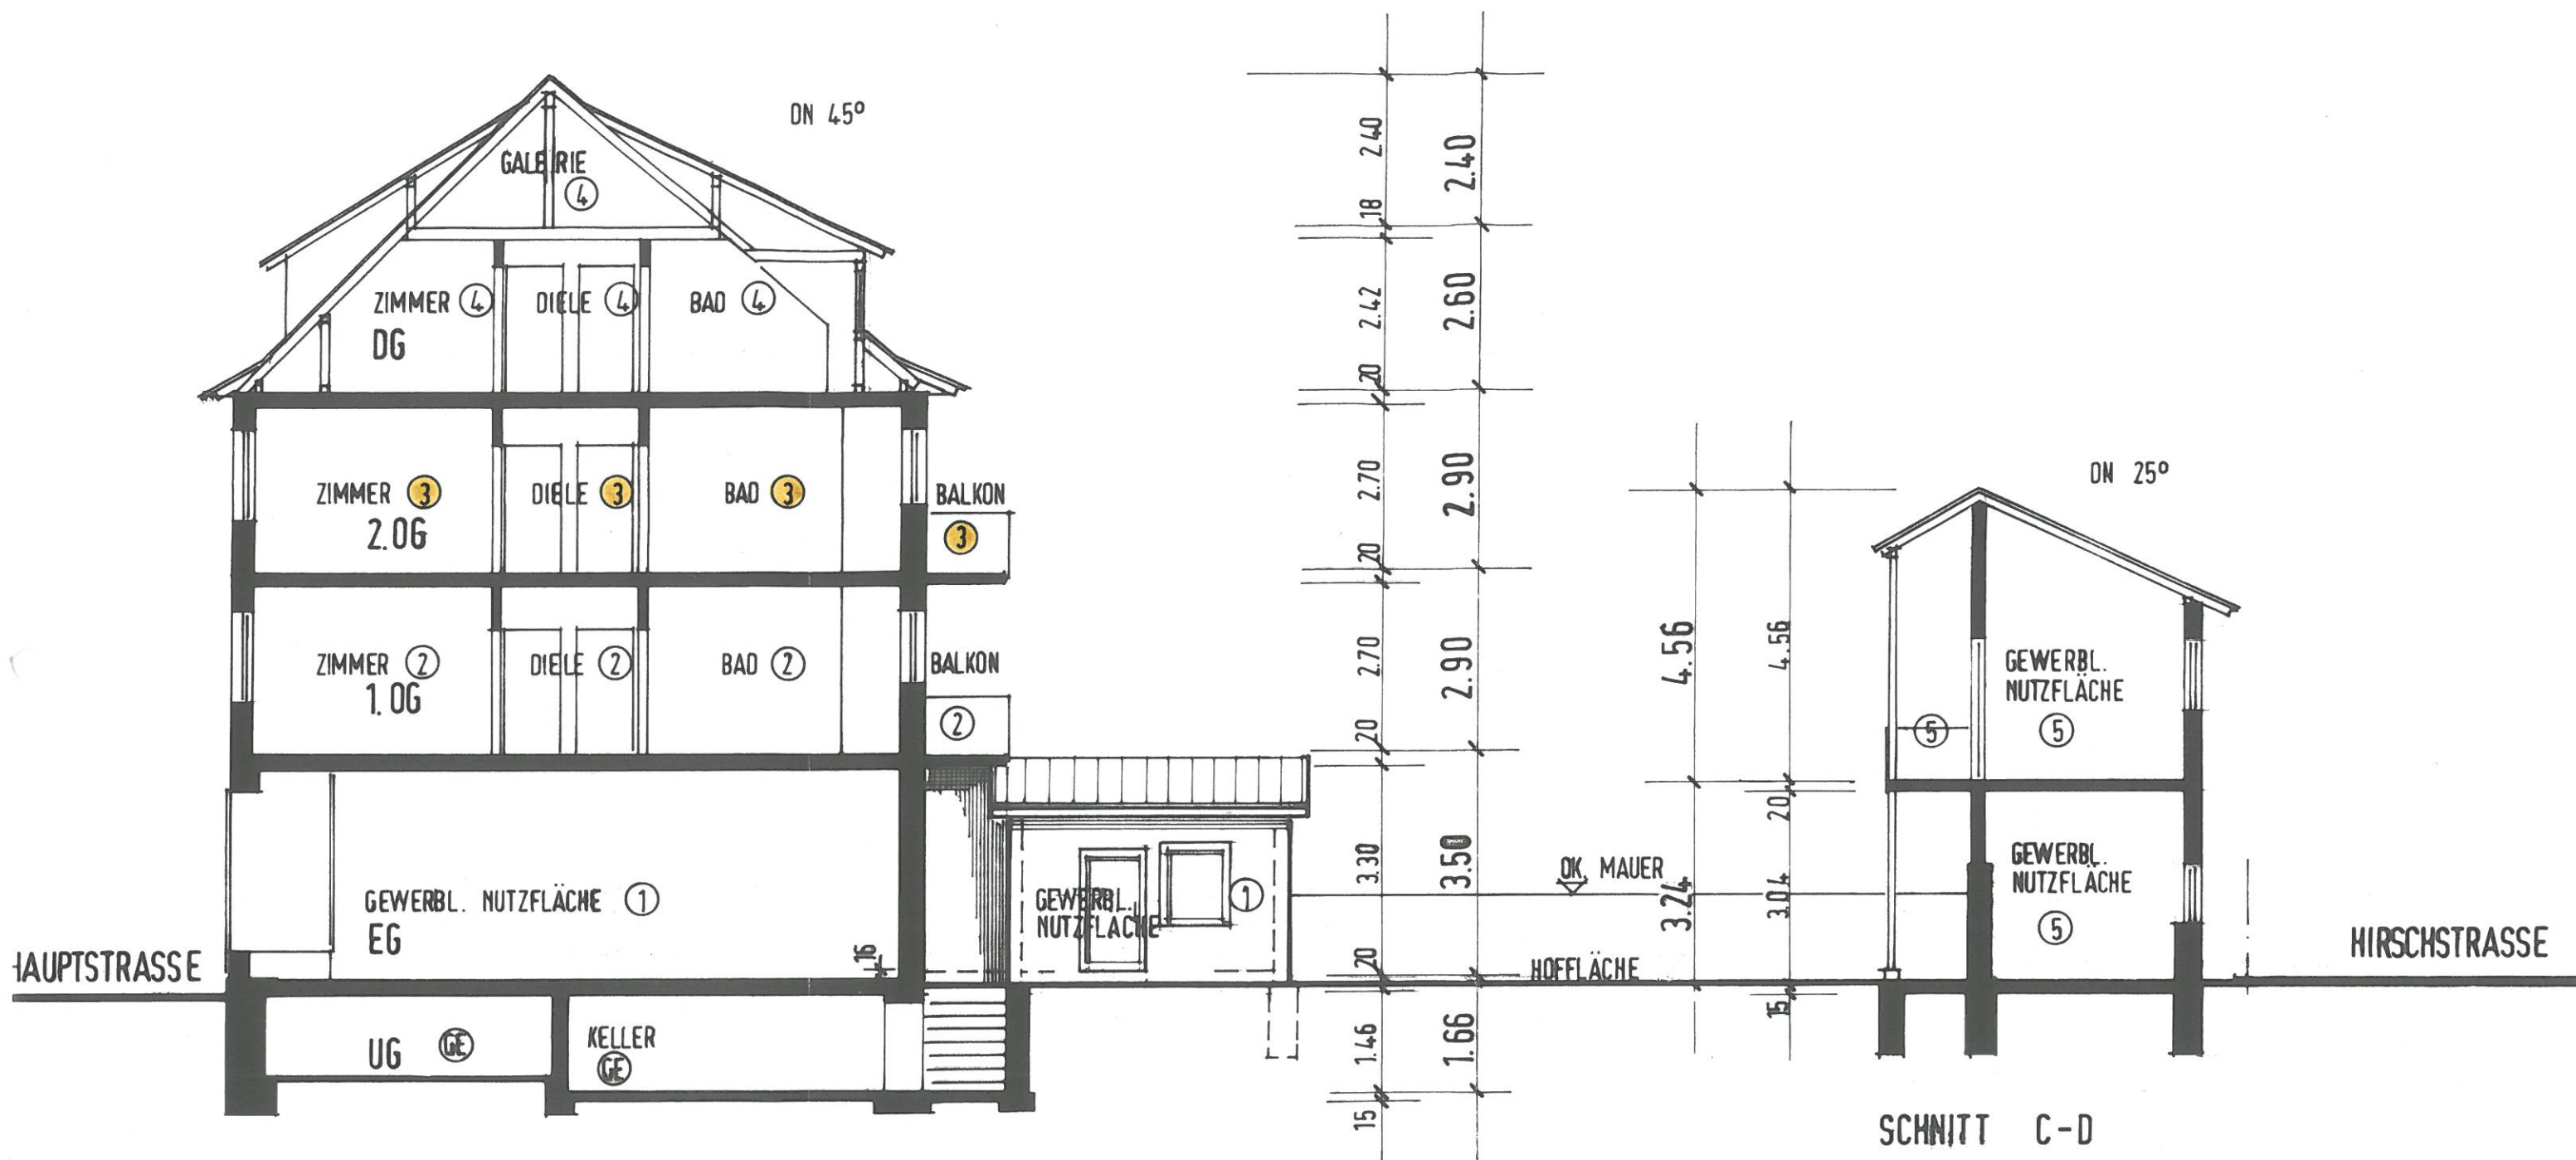 DN 45°
GALERIE
4
ZIMMER 4
DIELE 4
BAD 4
DG
ZIMMER 3
DIELE 3
BAD 3
BALKON
3
2.OG
ZIMMER 2
DIELE 2
BAD 2
BALKON
2
1.OG
GEWERBL. NUTZFLÄCHE 1
EG
16
GEWERBL.
NUTZFLÄCHE
1
HAUPTSTRASSE
UG GE
KELLER
GE
2.40
18
2.42
20
2.70
20
2.70
20
3.30
20
1.46
15
2.40
2.60
2.90
2.90
3.50
1.66
OK. MAUER
HOFFLÄCHE
4.56
3.24
4.56
20
3.04
15
DN 25°
GEWERBL.
NUTZFLÄCHE
5
5
GEWERBL.
NUTZFLÄCHE
5
HIRSCHSTRASSE
SCHNITT C-D